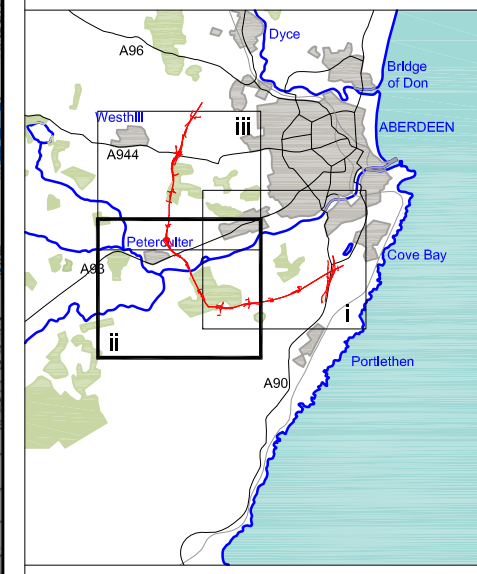 Dyce
A96
Bridge
of Don
Westhill
iii
ABERDEEN
A944
Peterculter
Cove Bay
A93
i
ii
Portlethen
A90